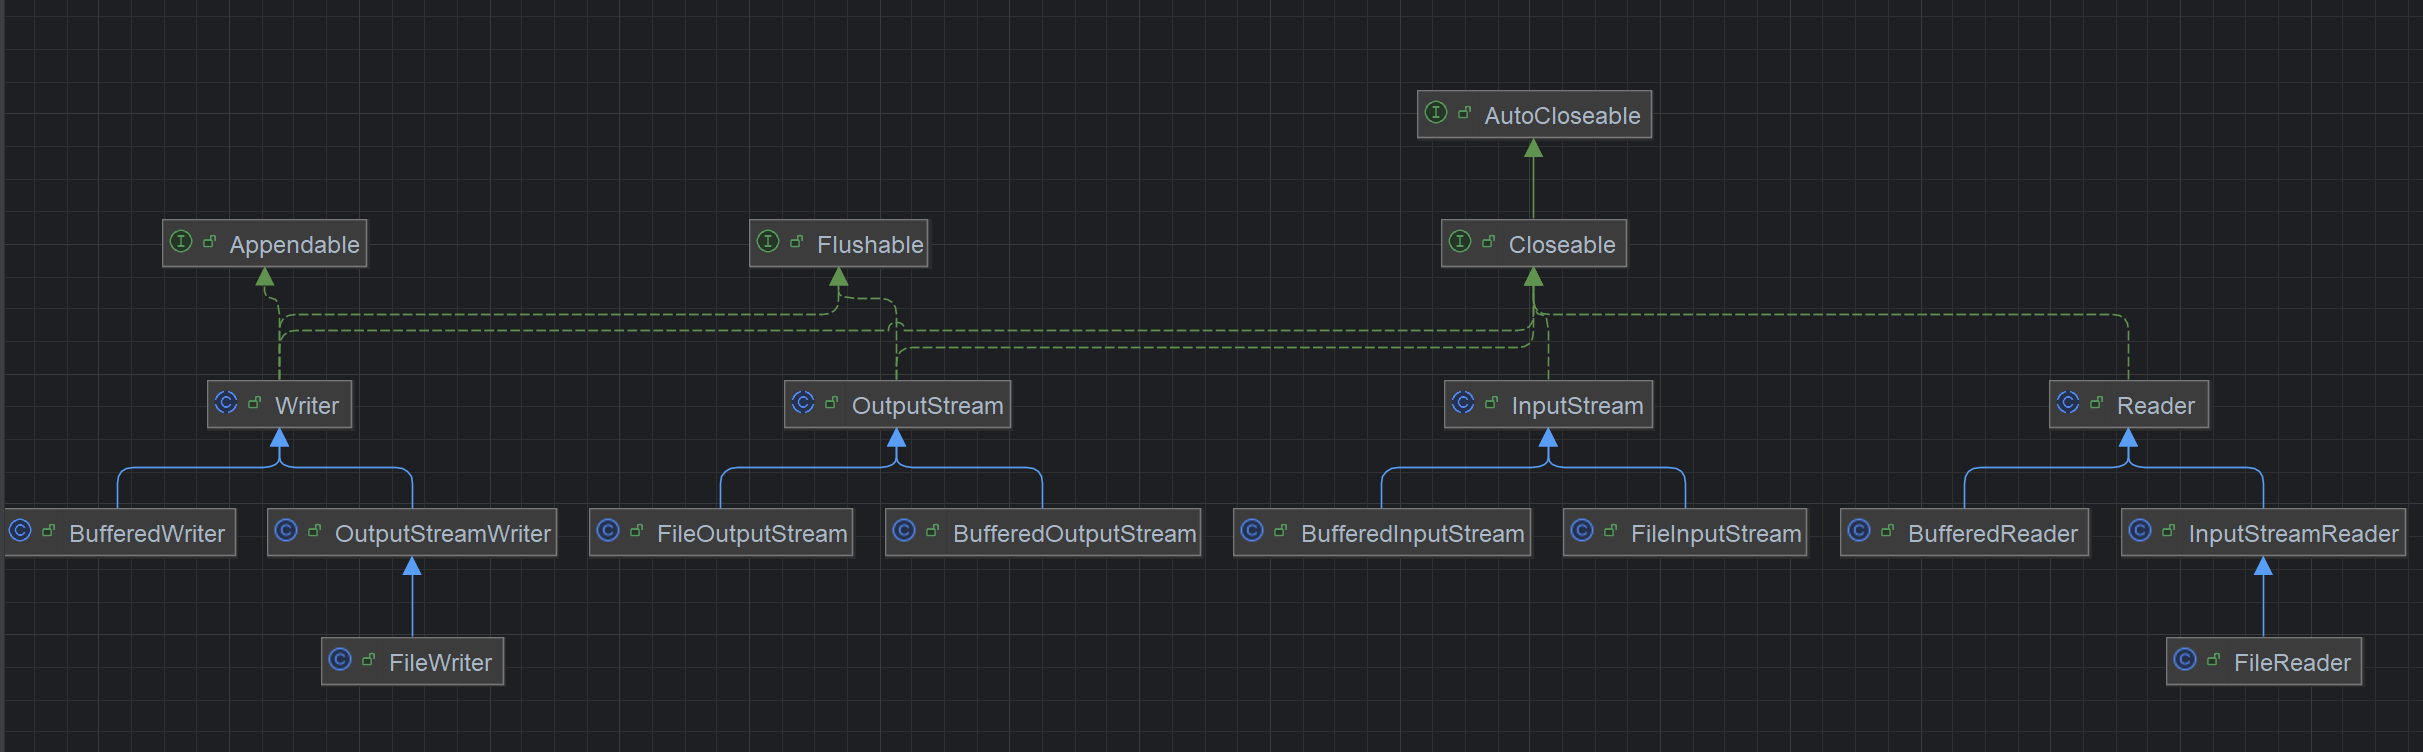 AutoCloseable
Appendable
Flushable
Closeable
Writer
OutputStream
InputStream
Reader
BufferedWriter
OutputStreamWriter
FileOutputStream
BufferedOutputStream
BufferedInputStream
FileInputStream
BufferedReader
InputStreamReader
FileWriter
FileReader